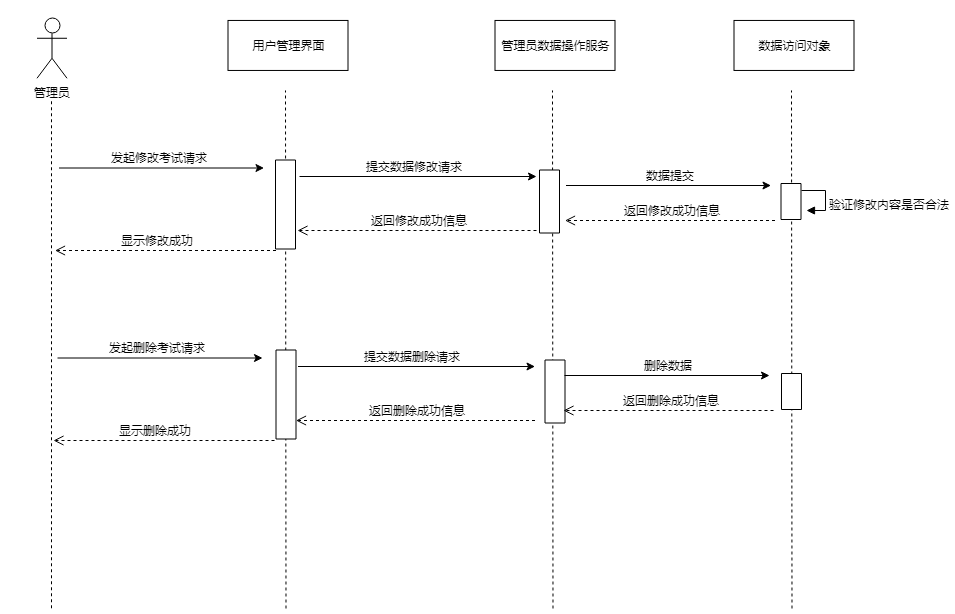 用户管理界面
管理员数据操作服务
数据访问对象
管理员
发起修改考试请求
提交数据修改请求
数据提交
验证修改内容是否合法
返回修改成功信息
返回修改成功信息
显示修改成功
发起删除考试请求
提交数据删除请求
删除数据
返回删除成功信息
返回删除成功信息
显示删除成功